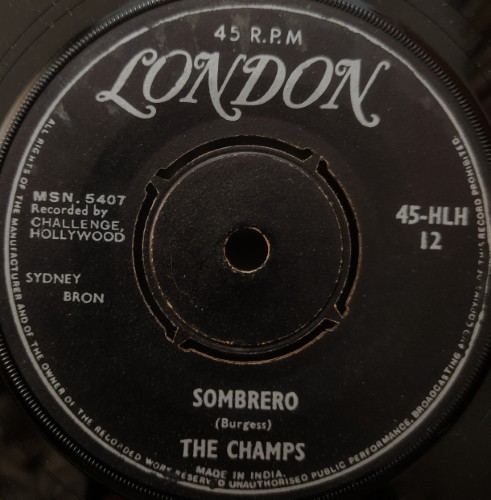 45 R.P.M
LONDON
MSN. 5407
Recorded by
CHALLENGE,
HOLLYWOOD
45-HLH
12
SYDNEY
BRON
SOMBRERO
(Burgess)
THE CHAMPS
MADE IN INDIA.
ALL RIGHTS OF THE MANUFACTURER AND OF THE OWNER OF THE RECORDED WORK RESERVED UNAUTHORISED PUBLIC PERFORMANCE, BROADCASTING AND COPYING OF THIS RECORD PROHIBITED.